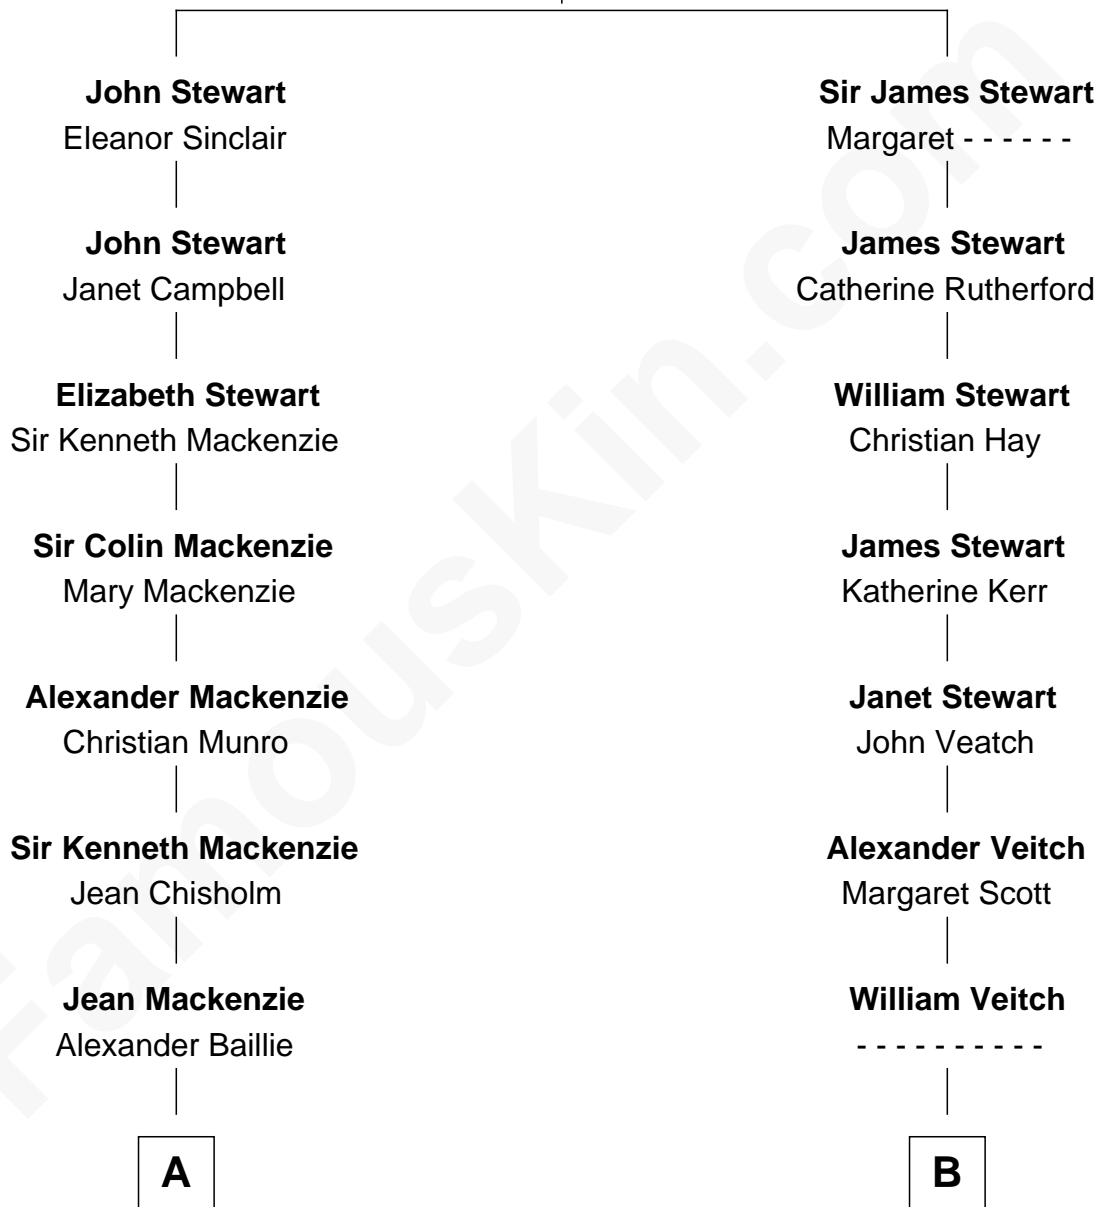 John Stewart
Eleanor Sinclair
John Stewart
Janet Campbell
Elizabeth Stewart
Sir Kenneth Mackenzie
Sir Colin Mackenzie
Mary Mackenzie
Alexander Mackenzie
Christian Munro
Sir Kenneth Mackenzie
Jean Chisholm
Jean Mackenzie
Alexander Baillie
A
Sir James Stewart
Margaret - - - - - -
James Stewart
Catherine Rutherford
William Stewart
Christian Hay
James Stewart
Katherine Kerr
Janet Stewart
John Veatch
Alexander Veitch
Margaret Scott
William Veitch
- - - - - - - - - -
B
FamousKin.com